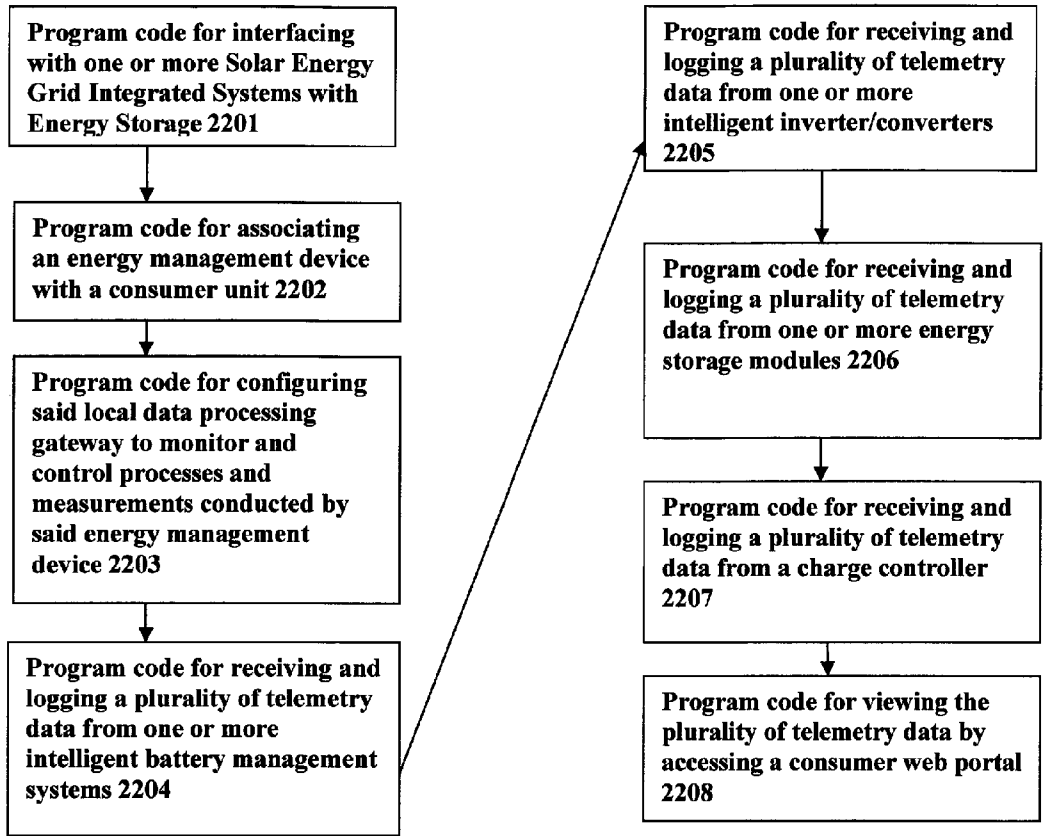 Program code for interfacing
with one or more Solar Energy
Grid Integrated Systems with
Energy Storage 2201
Program code for associating
an energy management device
with a consumer unit 2202
Program code for configuring
said local data processing
gateway to monitor and
control processes and
measurements conducted by
said energy management
device 2203
Program code for receiving and
logging a plurality of telemetry
data from one or more
intelligent battery management
systems 2204
Program code for receiving and
logging a plurality of telemetry
data from one or more
intelligent inverter/converters
2205
Program code for receiving and
logging a plurality of telemetry
data from one or more energy
storage modules 2206
Program code for receiving and
logging a plurality of telemetry
data from a charge controller
2207
Program code for viewing the
plurality of telemetry data by
accessing a consumer web portal
2208